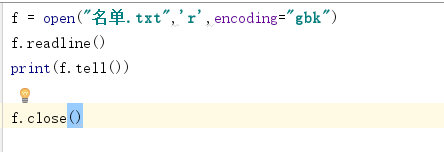 f = open("名单.txt",'r',encoding="gbk")
f.readline()
print(f.tell())
f.close()